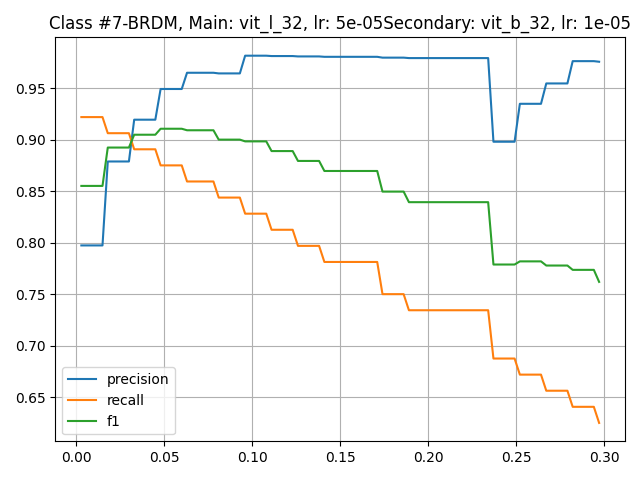 Class #7-BRDM, Main: vit_l_32, lr: 5e-05Secondary: vit_b_32, lr: 1e-05
0.95
0.90
0.85
0.80
0.75
0.70
0.65
precision
recall
f1
0.00 0.05 0.10 0.15 0.20 0.25 0.30